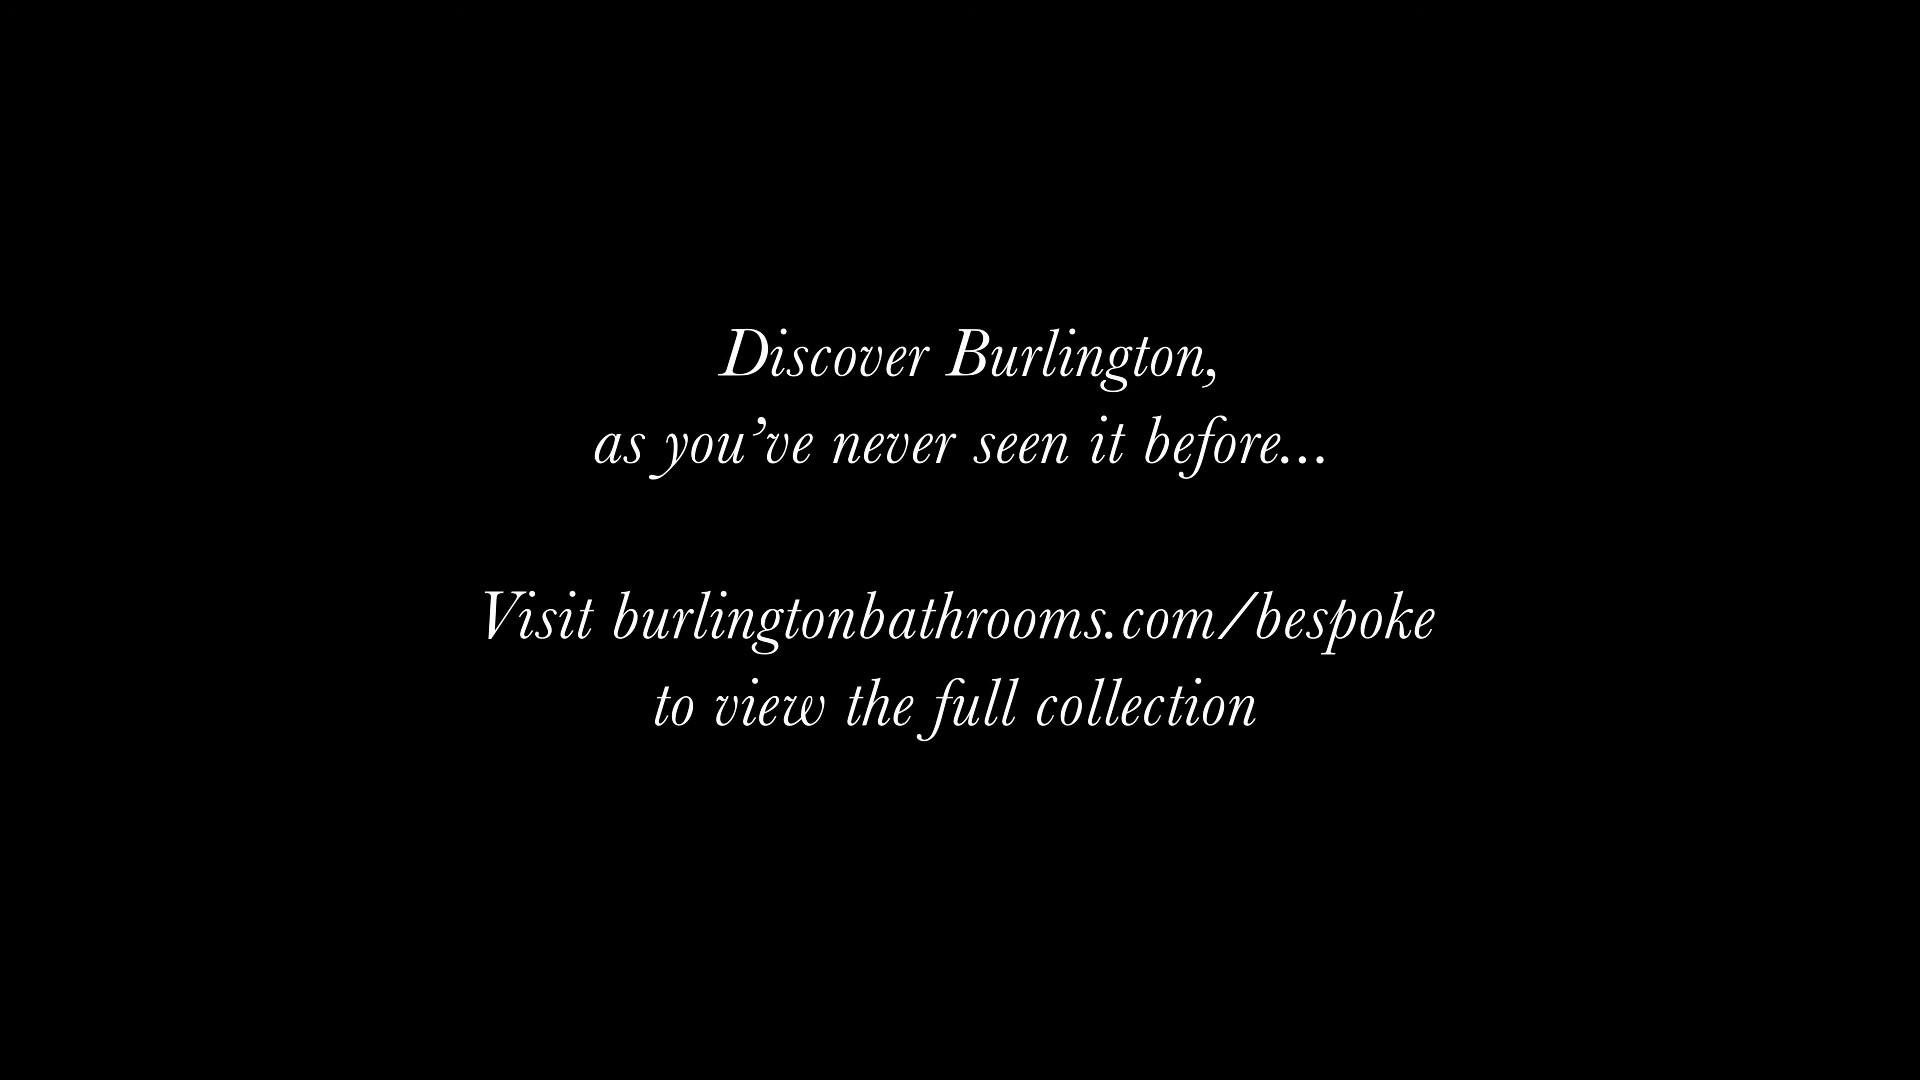 Discover Burlington,
as you’ve never seen it before...
Visit burlingtonbathrooms.com/bespoke
to view the full collection